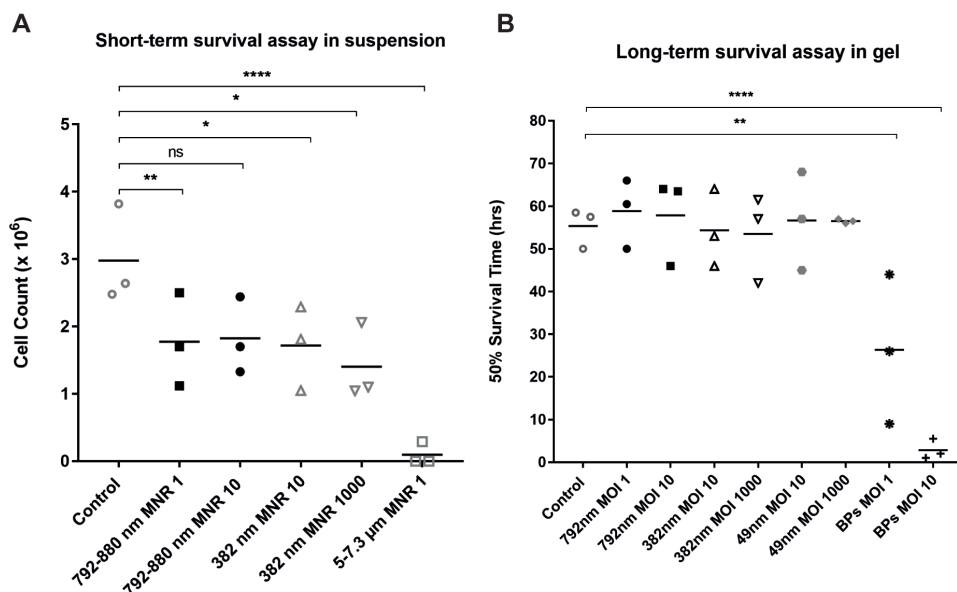 A
Short-term survival assay in suspension
****
*
*
ns
**
5
4
3
2
1
0
Cell Count (x 10⁶)
Control
792-880 nm MNR 1
792-880 nm MNR 10
382 nm MNR 10
382 nm MNR 1000
5-7.3 µm MNR 1
B
Long-term survival assay in gel
****
**
80
70
60
50
40
30
20
10
0
50% Survival Time (hrs)
Control
792nm MOI 1
792nm MOI 10
382nm MOI 10
382nm MOI 1000
49nm MOI 10
49nm MOI 1000
BPs MOI 1
BPs MOI 10